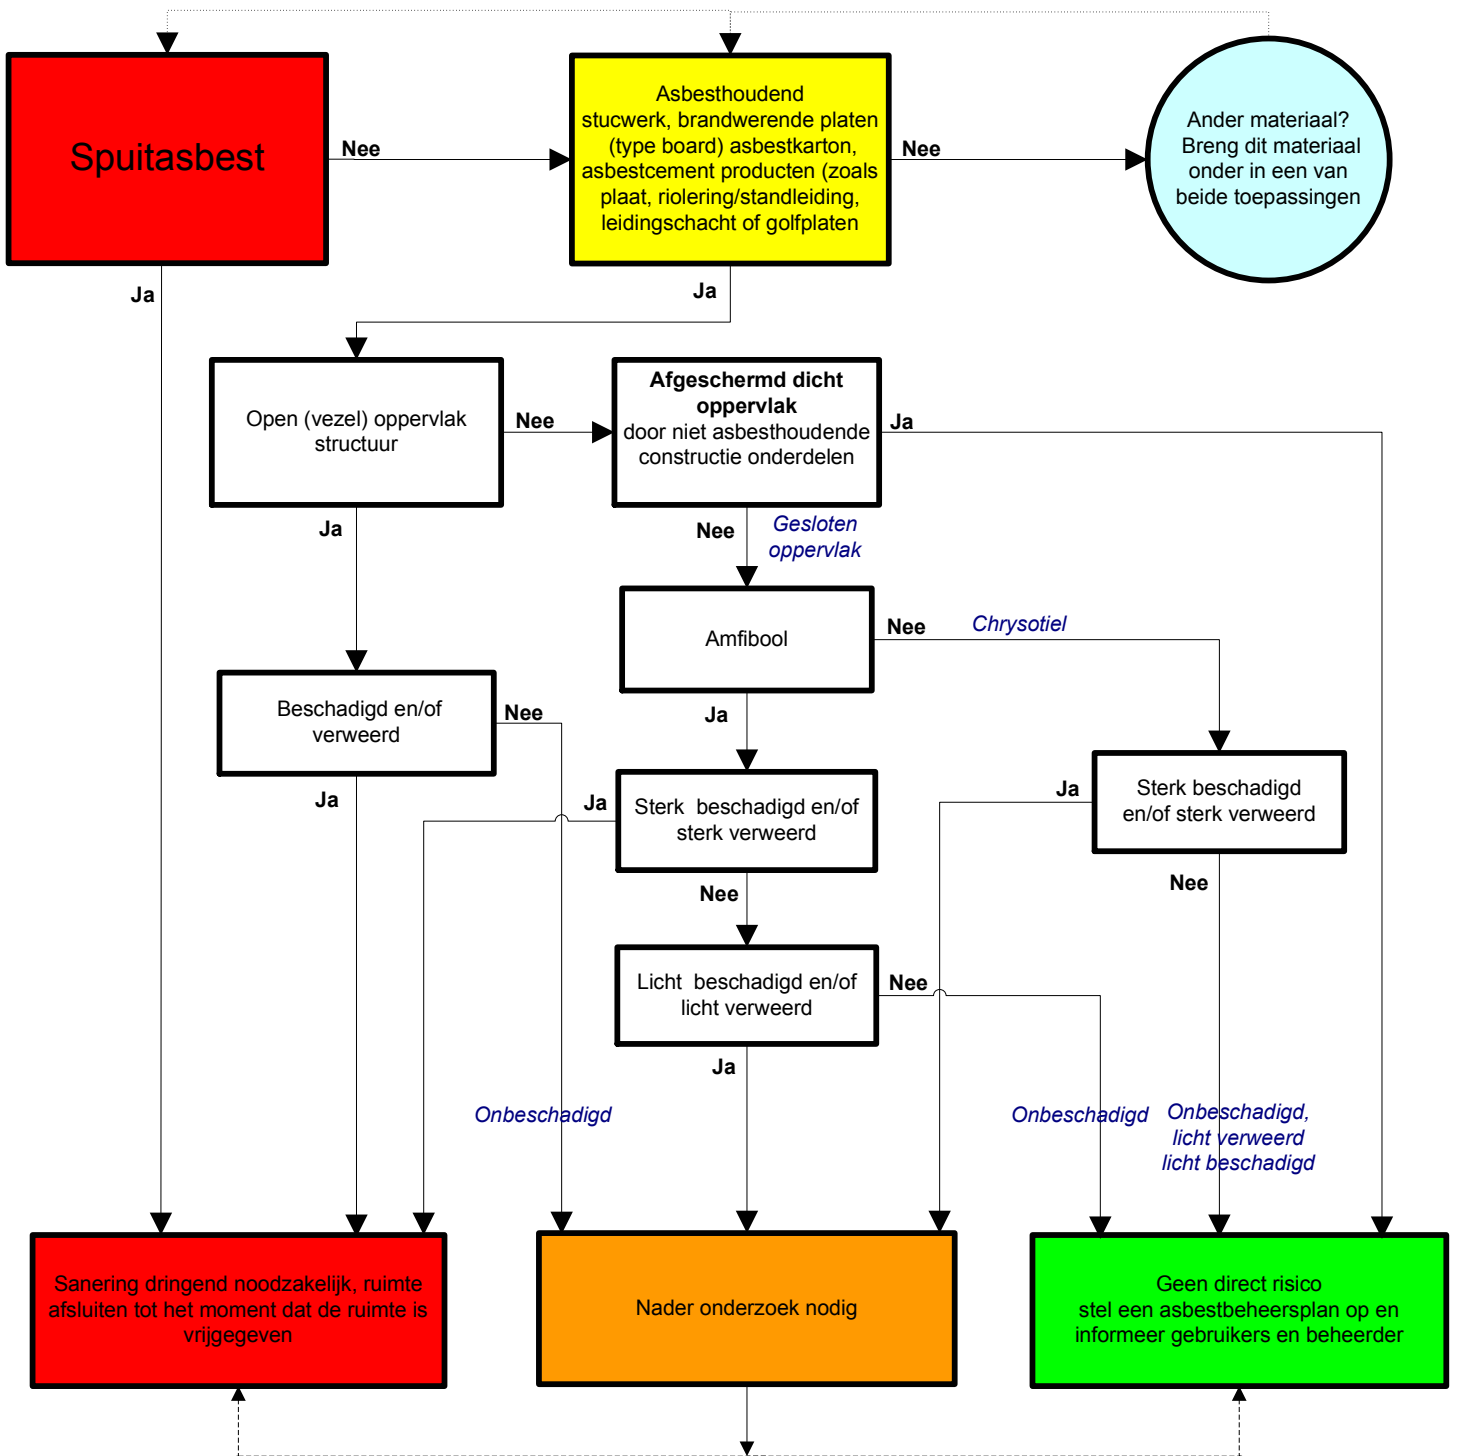 Spuitasbest
Nee
Asbesthoudend
stucwerk, brandwerende platen
(type board) asbestkarton,
asbestcement producten (zoals
plaat, riolering/standleiding,
leidingschacht of golfplaten
Nee
Ander materiaal?
Breng dit materiaal
onder in een van
beide toepassingen
Ja
Ja
Open (vezel) oppervlak
structuur
Nee
Afgeschermd dicht
oppervlak
door niet asbesthoudende
constructie onderdelen
Ja
Ja
Nee
Gesloten
oppervlak
Amfibool
Nee
Chrysotiel
Beschadigd en/of
verweerd
Nee
Ja
Ja
Ja
Sterk beschadigd en/of
sterk verweerd
Ja
Sterk beschadigd
en/of sterk verweerd
Nee
Nee
Licht beschadigd en/of
licht verweerd
Nee
Ja
Onbeschadigd
Onbeschadigd
Onbeschadigd,
licht verweerd
licht beschadigd
Sanering dringend noodzakelijk, ruimte
afsluiten tot het moment dat de ruimte is
vrijgegeven
Nader onderzoek nodig
Geen direct risico
stel een asbestbeheersplan op en
informeer gebruikers en beheerder